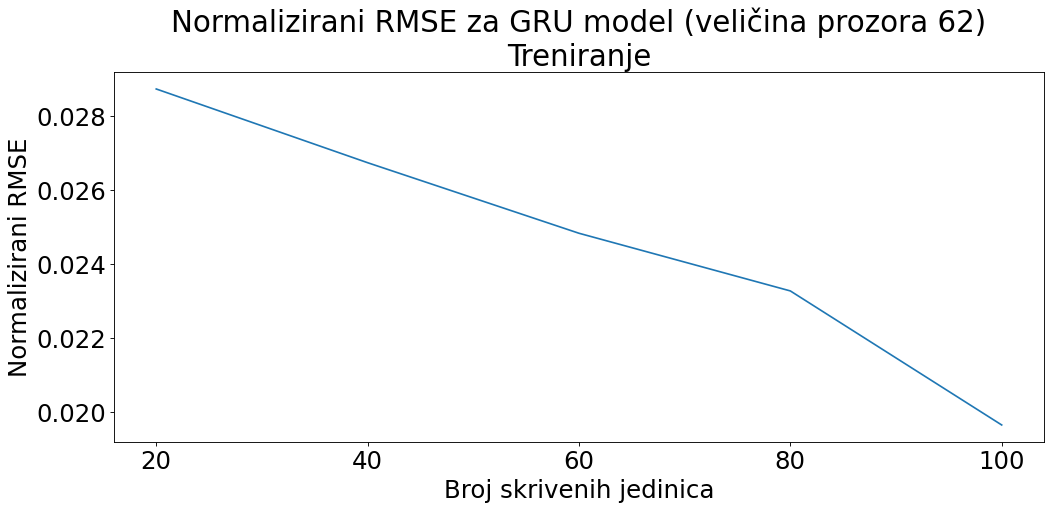 Normalizirani RMSE za GRU model (veličina prozora 62)
Treniranje
Normalizirani RMSE
0.028
0.026
0.024
0.022
0.020
20 40 60 80 100
Broj skrivenih jedinica